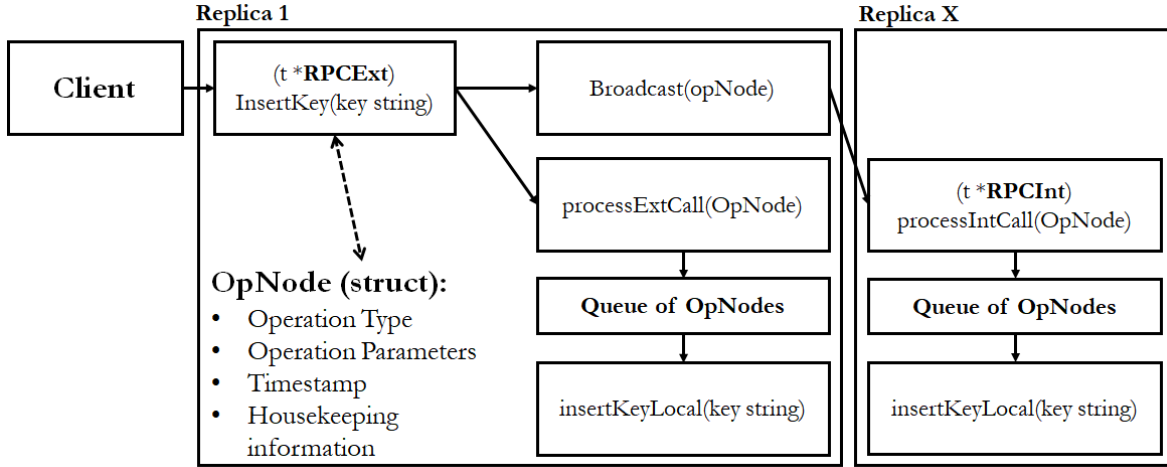 Replica 1
Replica X
Client
(t *RPCExt)
InsertKey(key string)
Broadcast(opNode)
processExtCall(OpNode)
(t *RPCInt)
processIntCall(OpNode)
OpNode (struct):
• Operation Type
• Operation Parameters
• Timestamp
• Housekeeping
information
Queue of OpNodes
Queue of OpNodes
insertKeyLocal(key string)
insertKeyLocal(key string)